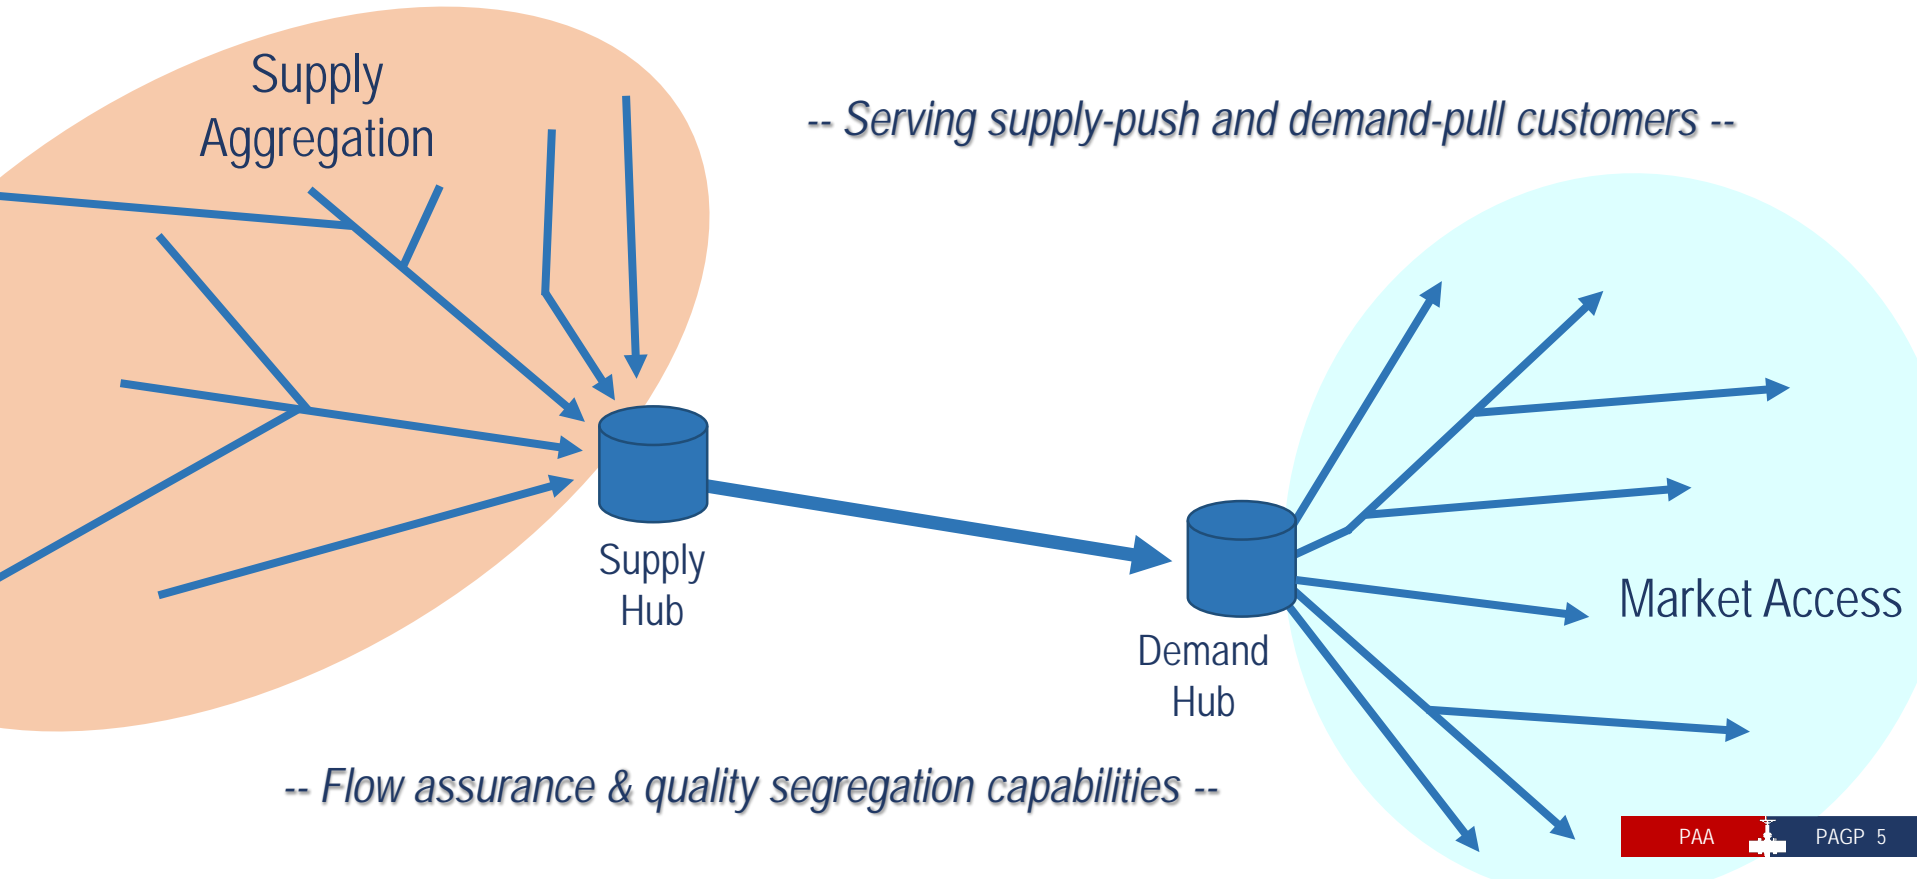 Supply
Aggregation
-- Serving supply-push and demand-pull customers --
Supply
Hub
Market Access
Demand
Hub
-- Flow assurance & quality segregation capabilities --
PAA PAGP 5